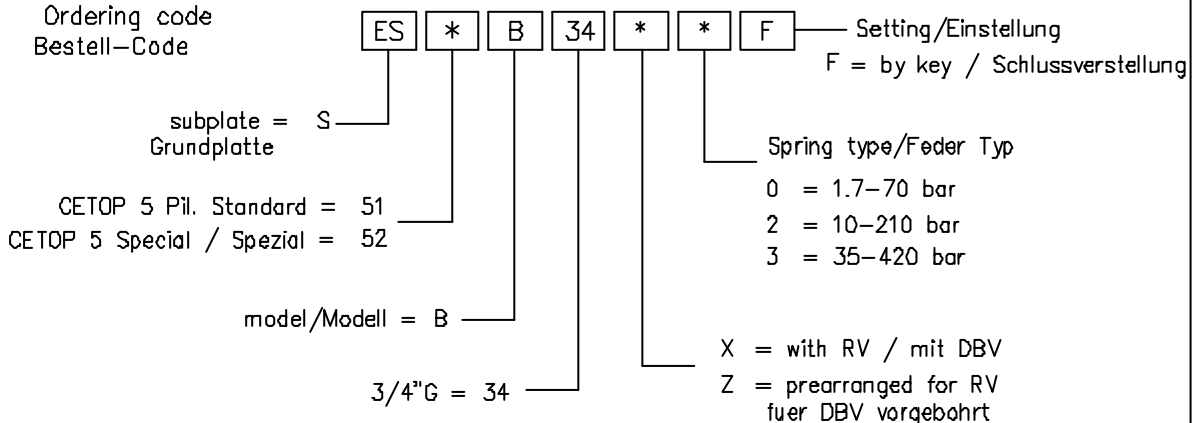 Ordering code
Bestell-Code
ES * B 34 * * F
Setting/Einstellung
F = by key / Schlussverstellung
subplate = S
Grundplatte
Spring type/Feder Typ
0 = 1.7-70 bar
2 = 10-210 bar
3 = 35-420 bar
CETOP 5 Pil. Standard = 51
CETOP 5 Special / Spezial = 52
model/Modell = B
X = with RV / mit DBV
Z = prearranged for RV
fuer DBV vorgebohrt
3/4"G = 34